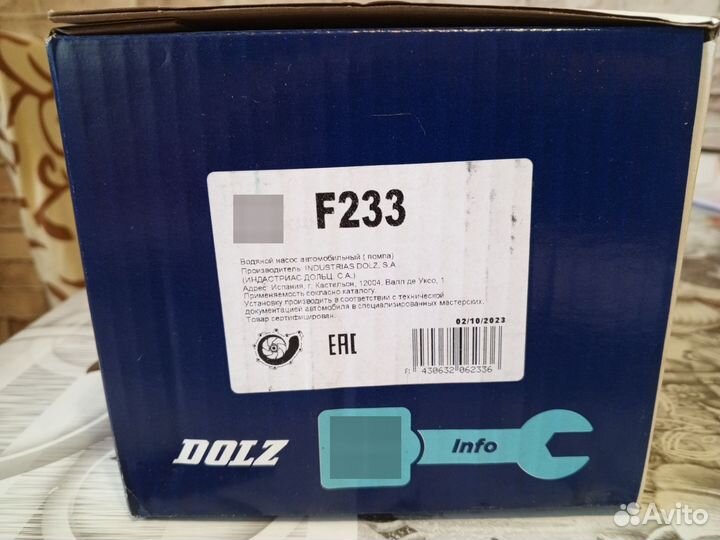 F233
Водяной насос автомобильный ( помпа)
Производитель: INDUSTRIAS DOLZ, S.A
(ИНДАСТРИАС ДОЛЬЦ, С.А.)
Адрес: Испания, г. Кастельон, 12004, Валл де Уксо, 1
Применяемость согласно каталогу.
Установку производить в соответствии с технической
документацией автомобиля в специализированных мастерских.
Товар сертифицирован.
02/10/2023
EAC
430632 062336
DOLZ
Info
Avito